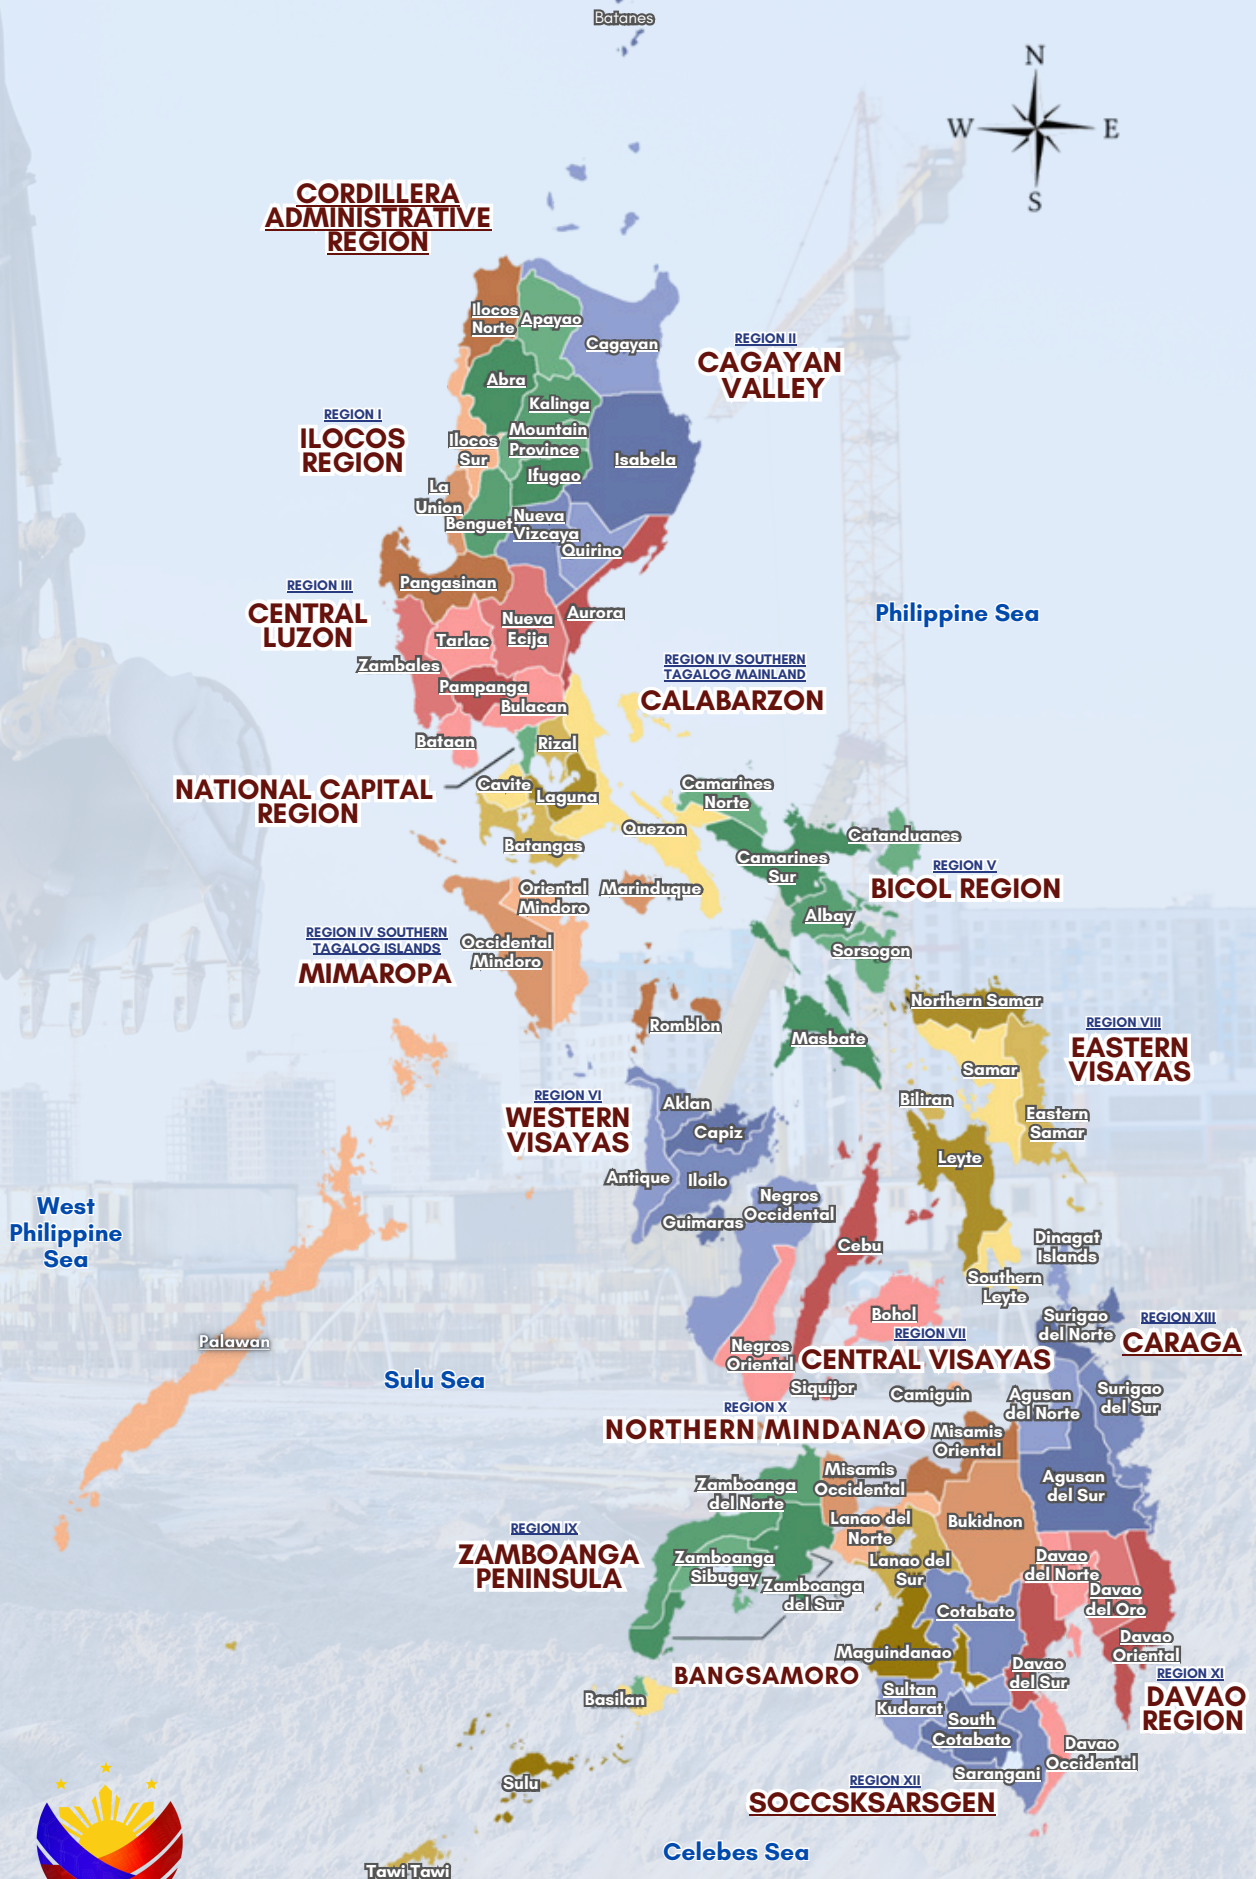 Batanes
N
W
E
S
CORDILLERA
ADMINISTRATIVE
REGION
Ilocos
Norte
Apayao
Cagayan
REGION II
CAGAYAN
VALLEY
Abra
Kalinga
REGION I
ILOCOS
REGION
Ilocos
Sur
Mountain
Province
Isabela
Ifugao
La
Union
Benguet
Nueva
Vizcaya
Quirino
Pangasinan
REGION III
CENTRAL
LUZON
Aurora
Nueva
Ecija
Tarlac
Philippine Sea
Zambales
REGION IV SOUTHERN
TAGALOG MAINLAND
CALABARZON
Pampanga
Bulacan
Bataan
Rizal
NATIONAL CAPITAL
REGION
Cavite
Laguna
Camarines
Norte
Quezon
Catanduanes
Batangas
Camarines
Sur
REGION V
BICOL REGION
Oriental
Mindoro
Marinduque
Albay
REGION IV SOUTHERN
TAGALOG ISLANDS
MIMAROPA
Occidental
Mindoro
Sorsogon
Northern Samar
Romblon
Masbate
REGION VIII
EASTERN
VISAYAS
Samar
REGION VI
WESTERN
VISAYAS
Aklan
Biliran
Capiz
Eastern
Samar
Leyte
Antique
Iloilo
Negros
Occidental
West
Philippine
Sea
Guimaras
Cebu
Dinagat
Islands
Southern
Leyte
Bohol
Surigao
del Norte
REGION XIII
CARAGA
Palawan
Negros
Oriental
REGION VII
CENTRAL VISAYAS
Sulu Sea
Siquijor
Camiguin
Agusan
del Norte
Surigao
del Sur
REGION X
NORTHERN MINDANAO
Misamis
Oriental
Misamis
Occidental
Zamboanga
del Norte
Agusan
del Sur
Lanao del
Norte
Bukidnon
REGION IX
ZAMBOANGA
PENINSULA
Zamboanga
Sibugay
Lanao del
Sur
Davao
del Norte
Zamboanga
del Sur
Davao
del Oro
Cotabato
Davao
Oriental
Maguindanao
BANGSAMORO
Davao
del Sur
REGION XI
DAVAO
REGION
Basilan
Sultan
Kudarat
South
Cotabato
Davao
Occidental
Sarangani
Sulu
REGION XII
SOCCSKSARSGEN
Celebes Sea
Tawi Tawi